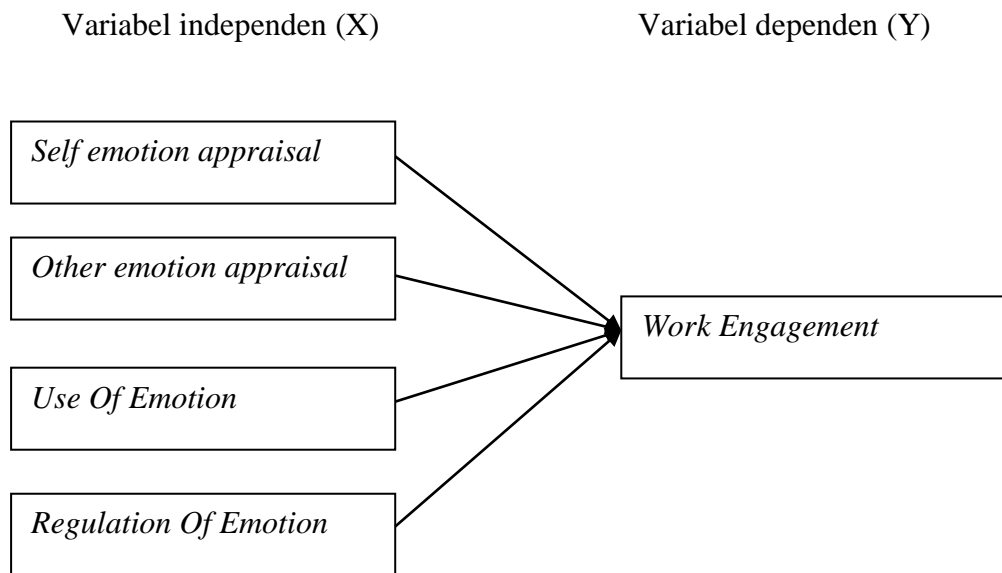 Variabel independen (X)
Variabel dependen (Y)
Self emotion appraisal
Other emotion appraisal
Work Engagement
Use Of Emotion
Regulation Of Emotion